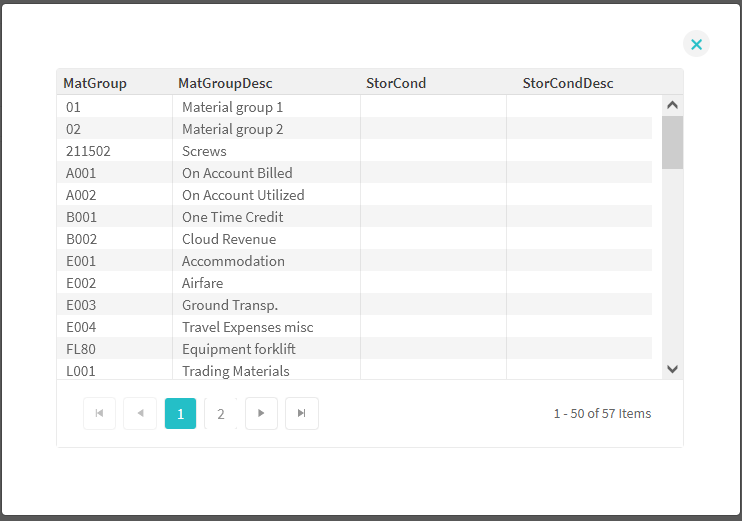 MatGroup MatGroupDesc StorCond StorCondDesc
01 Material group 1
02 Material group 2
211502 Screws
A001 On Account Billed
A002 On Account Utilized
B001 One Time Credit
B002 Cloud Revenue
E001 Accommodation
E002 Airfare
E003 Ground Transp.
E004 Travel Expenses misc
FL80 Equipment forklift
L001 Trading Materials
1 2 1 - 50 of 57 Items